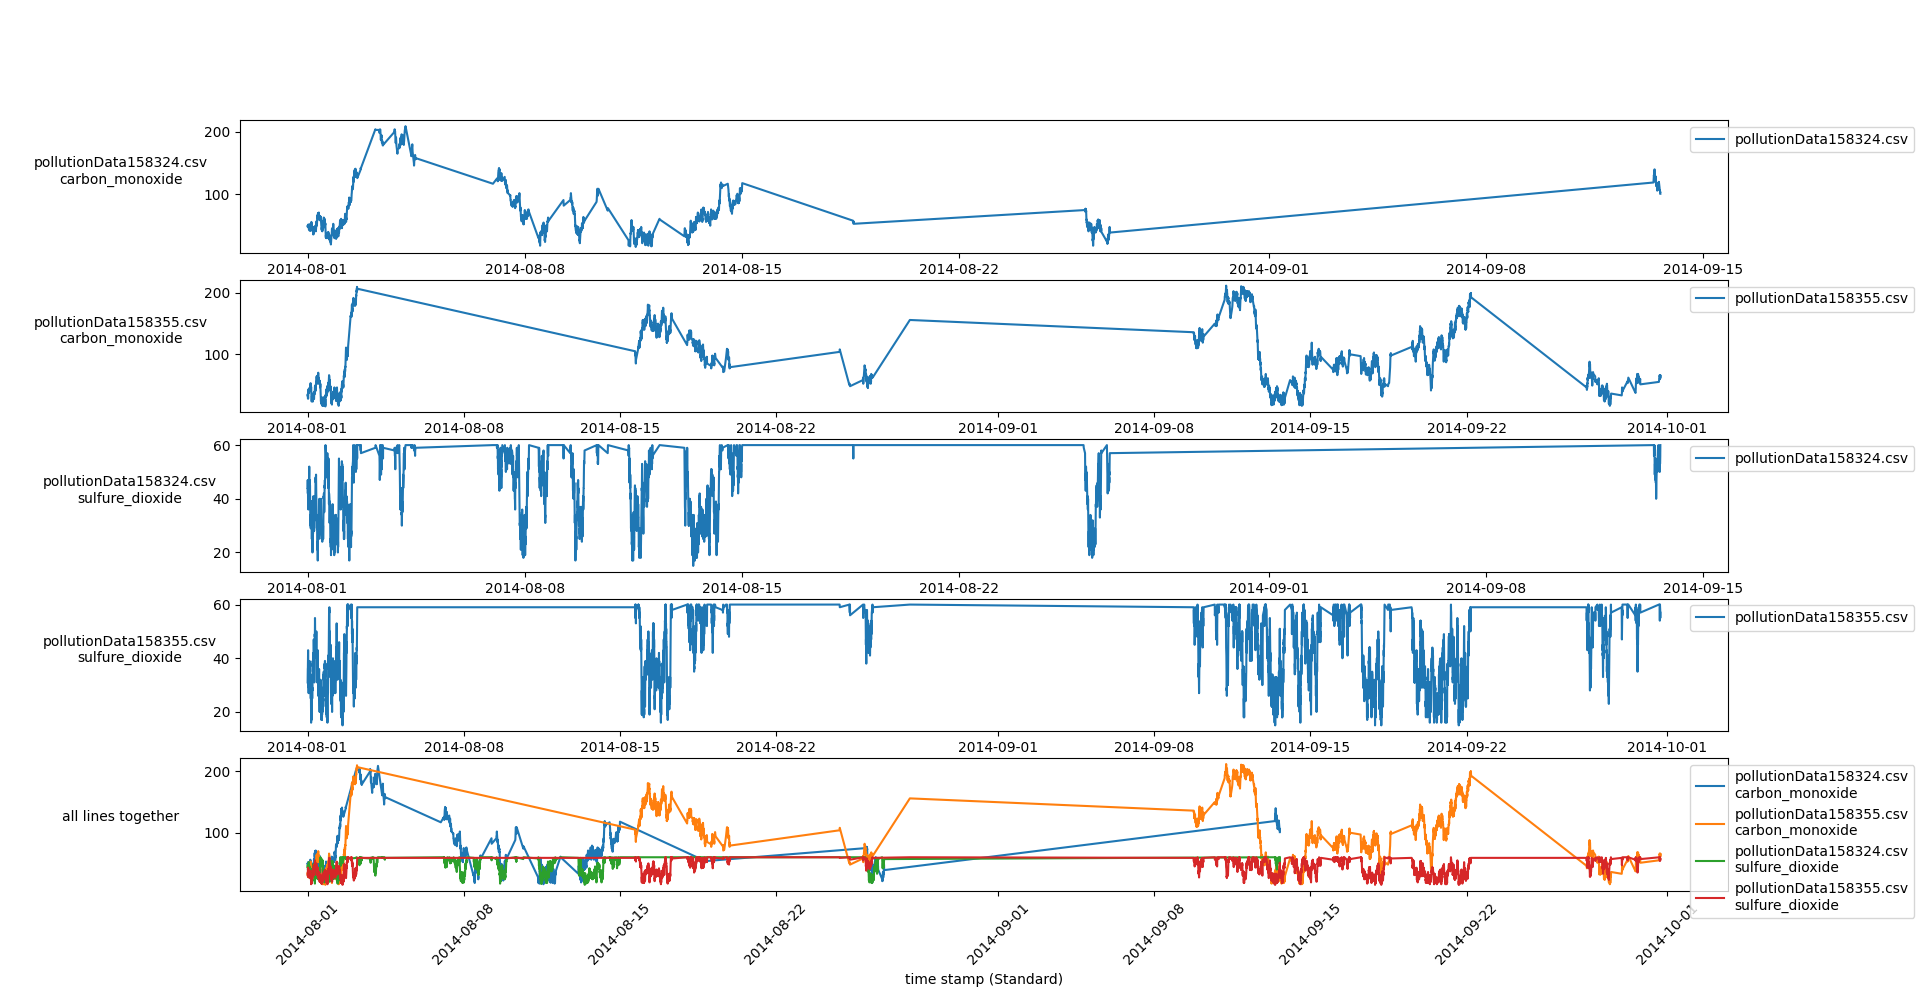 200
100
pollutionData158324.csv
carbon_monoxide
pollutionData158324.csv
2014-08-01 2014-08-08 2014-08-15 2014-08-22 2014-09-01 2014-09-08 2014-09-15
200
100
pollutionData158355.csv
carbon_monoxide
pollutionData158355.csv
2014-08-01 2014-08-08 2014-08-15 2014-08-22 2014-09-01 2014-09-08 2014-09-15 2014-09-22 2014-10-01
60
40
20
pollutionData158324.csv
sulfure_dioxide
pollutionData158324.csv
2014-08-01 2014-08-08 2014-08-15 2014-08-22 2014-09-01 2014-09-08 2014-09-15
60
40
20
pollutionData158355.csv
sulfure_dioxide
pollutionData158355.csv
2014-08-01 2014-08-08 2014-08-15 2014-08-22 2014-09-01 2014-09-08 2014-09-15 2014-09-22 2014-10-01
200
100
all lines together
pollutionData158324.csv
carbon_monoxide
pollutionData158355.csv
carbon_monoxide
pollutionData158324.csv
sulfure_dioxide
pollutionData158355.csv
sulfure_dioxide
2014-08-01 2014-08-08 2014-08-15 2014-08-22 2014-09-01 2014-09-08 2014-09-15 2014-09-22 2014-10-01
time stamp (Standard)